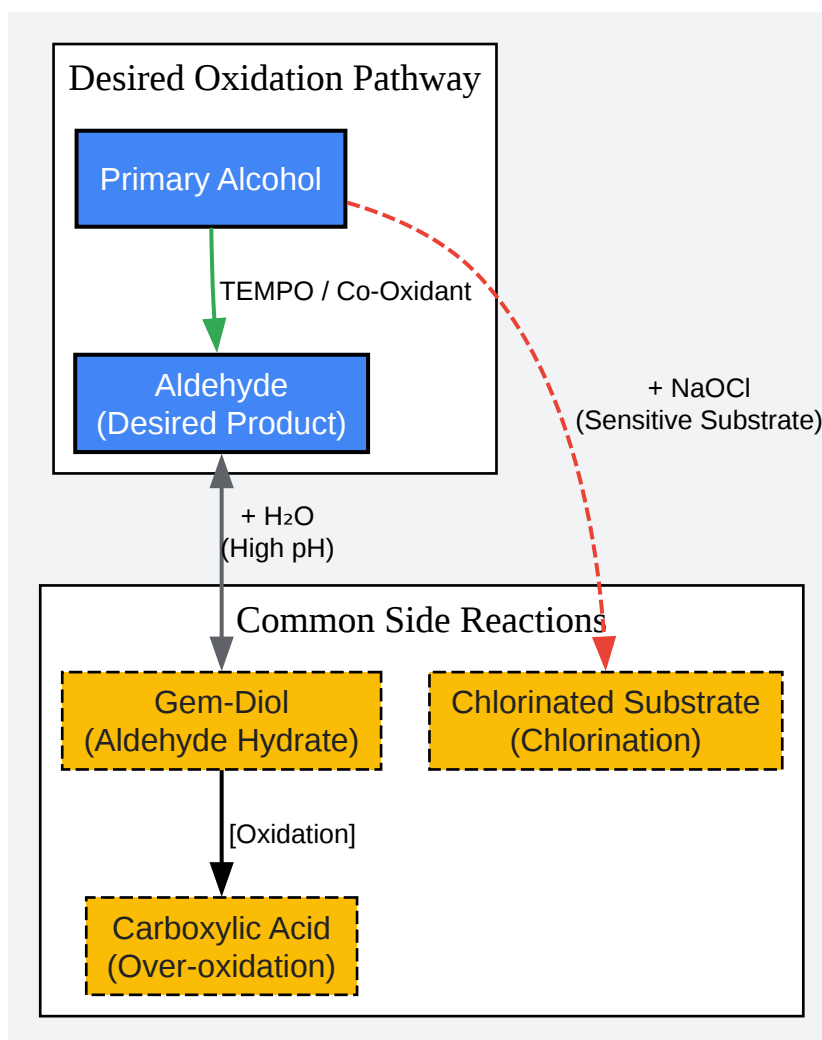 Desired Oxidation Pathway
Primary Alcohol
TEMPO / Co-Oxidant
Aldehyde
(Desired Product)
+ NaOCl
(Sensitive Substrate)
+ H₂O
(High pH)
Common Side Reactions
Gem-Diol
(Aldehyde Hydrate)
Chlorinated Substrate
(Chlorination)
[Oxidation]
Carboxylic Acid
(Over-oxidation)